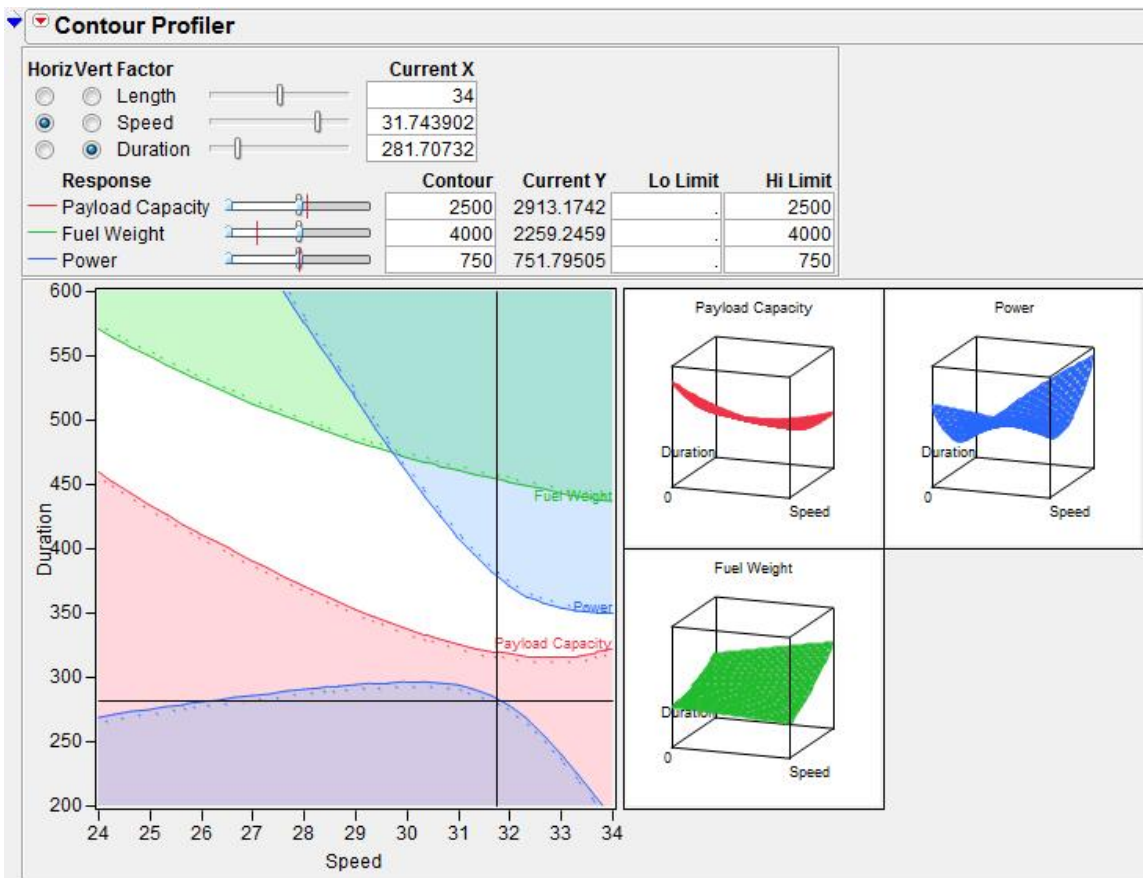 Contour Profiler
Horiz Vert Factor Current X
Length 34
Speed 31.743902
Duration 281.70732
Response Contour Current Y Lo Limit Hi Limit
Payload Capacity 2500 2913.1742 . 2500
Fuel Weight 4000 2259.2459 . 4000
Power 750 751.79505 . 750
600
550
500
450
400
350
300
250
200
Duration
Fuel Weight
Power
Payload Capacity
24 25 26 27 28 29 30 31 32 33 34
Speed
Payload Capacity
Duration
0
Speed
Power
Duration
0
Speed
Fuel Weight
Duration
0
Speed